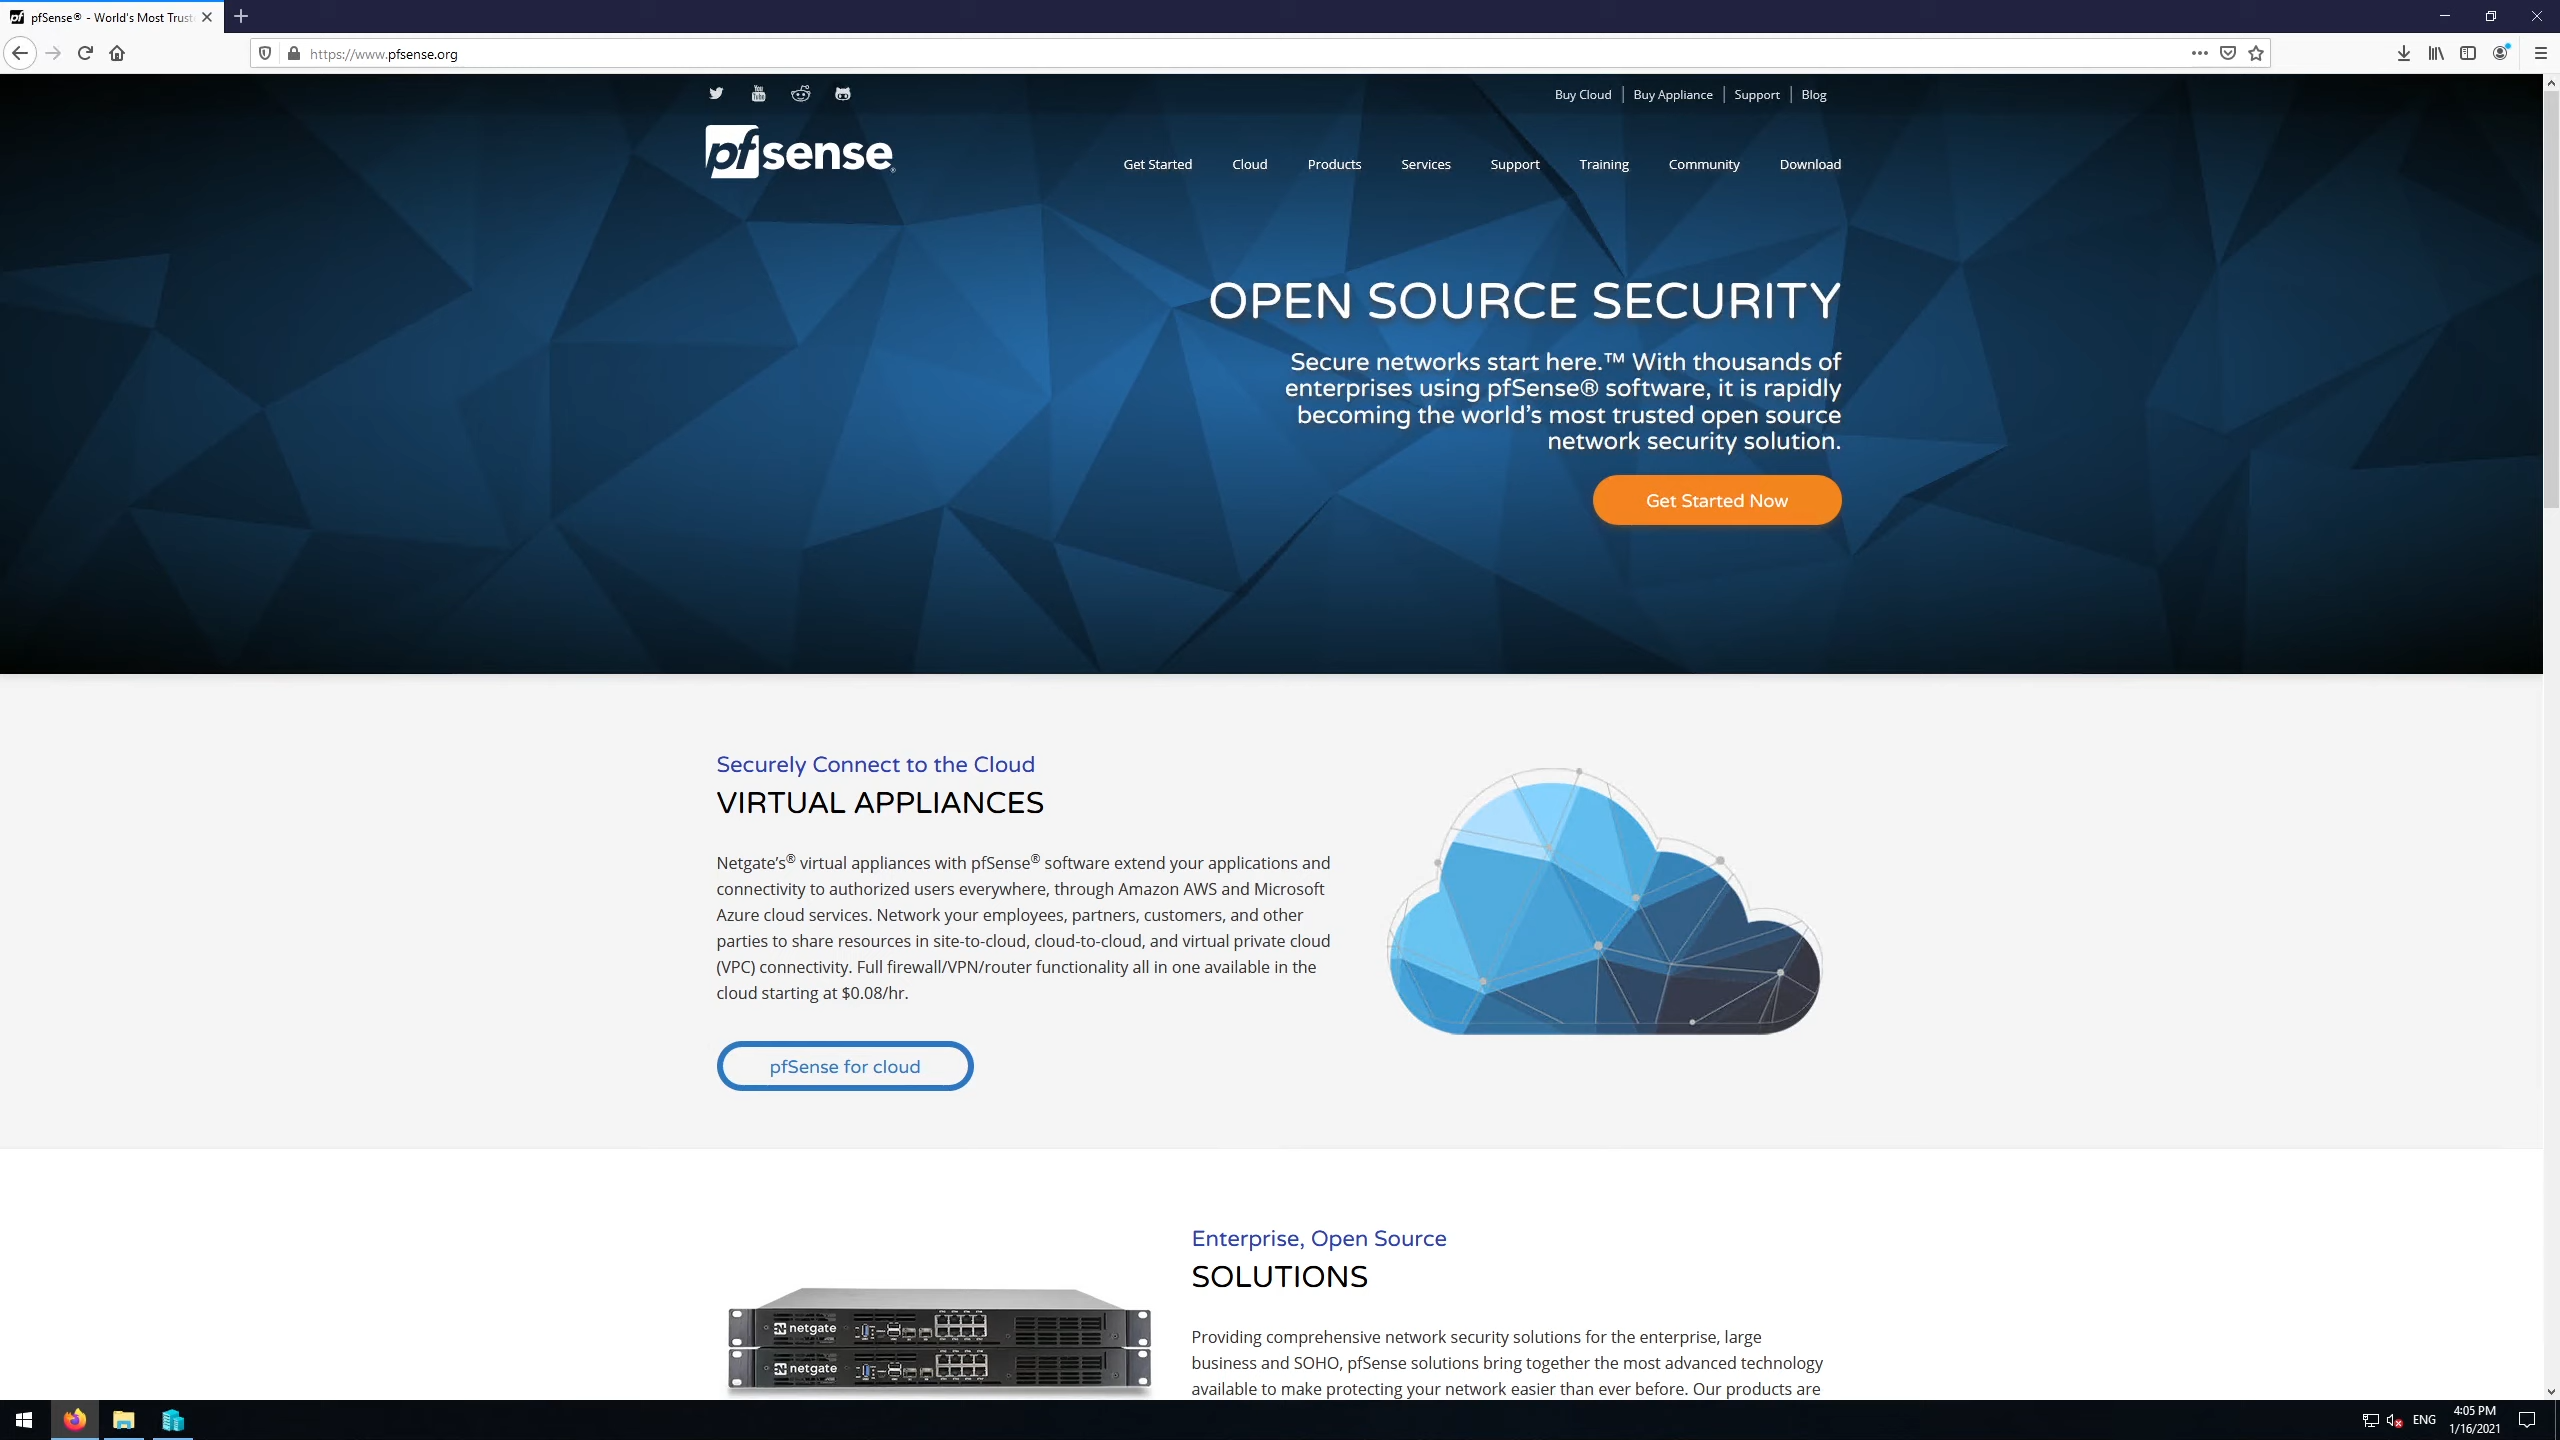 pfSense® - World's Most Trust
https://www.pfsense.org
Buy Cloud | Buy Appliance | Support | Blog
pfsense®
Get Started Cloud Products Services Support Training Community Download
OPEN SOURCE SECURITY
Secure networks start here.™ With thousands of
enterprises using pfSense® software, it is rapidly
becoming the world’s most trusted open source
network security solution.
Get Started Now
Securely Connect to the Cloud
VIRTUAL APPLIANCES
Netgate’s® virtual appliances with pfSense® software extend your applications and
connectivity to authorized users everywhere, through Amazon AWS and Microsoft
Azure cloud services. Network your employees, partners, customers, and other
parties to share resources in site-to-cloud, cloud-to-cloud, and virtual private cloud
(VPC) connectivity. Full firewall/VPN/router functionality all in one available in the
cloud starting at $0.08/hr.
pfSense for cloud
Enterprise, Open Source
SOLUTIONS
netgate
netgate
Providing comprehensive network security solutions for the enterprise, large
business and SOHO, pfSense solutions bring together the most advanced technology
available to make protecting your network easier than ever before. Our products are
ENG
4:05 PM
1/16/2021